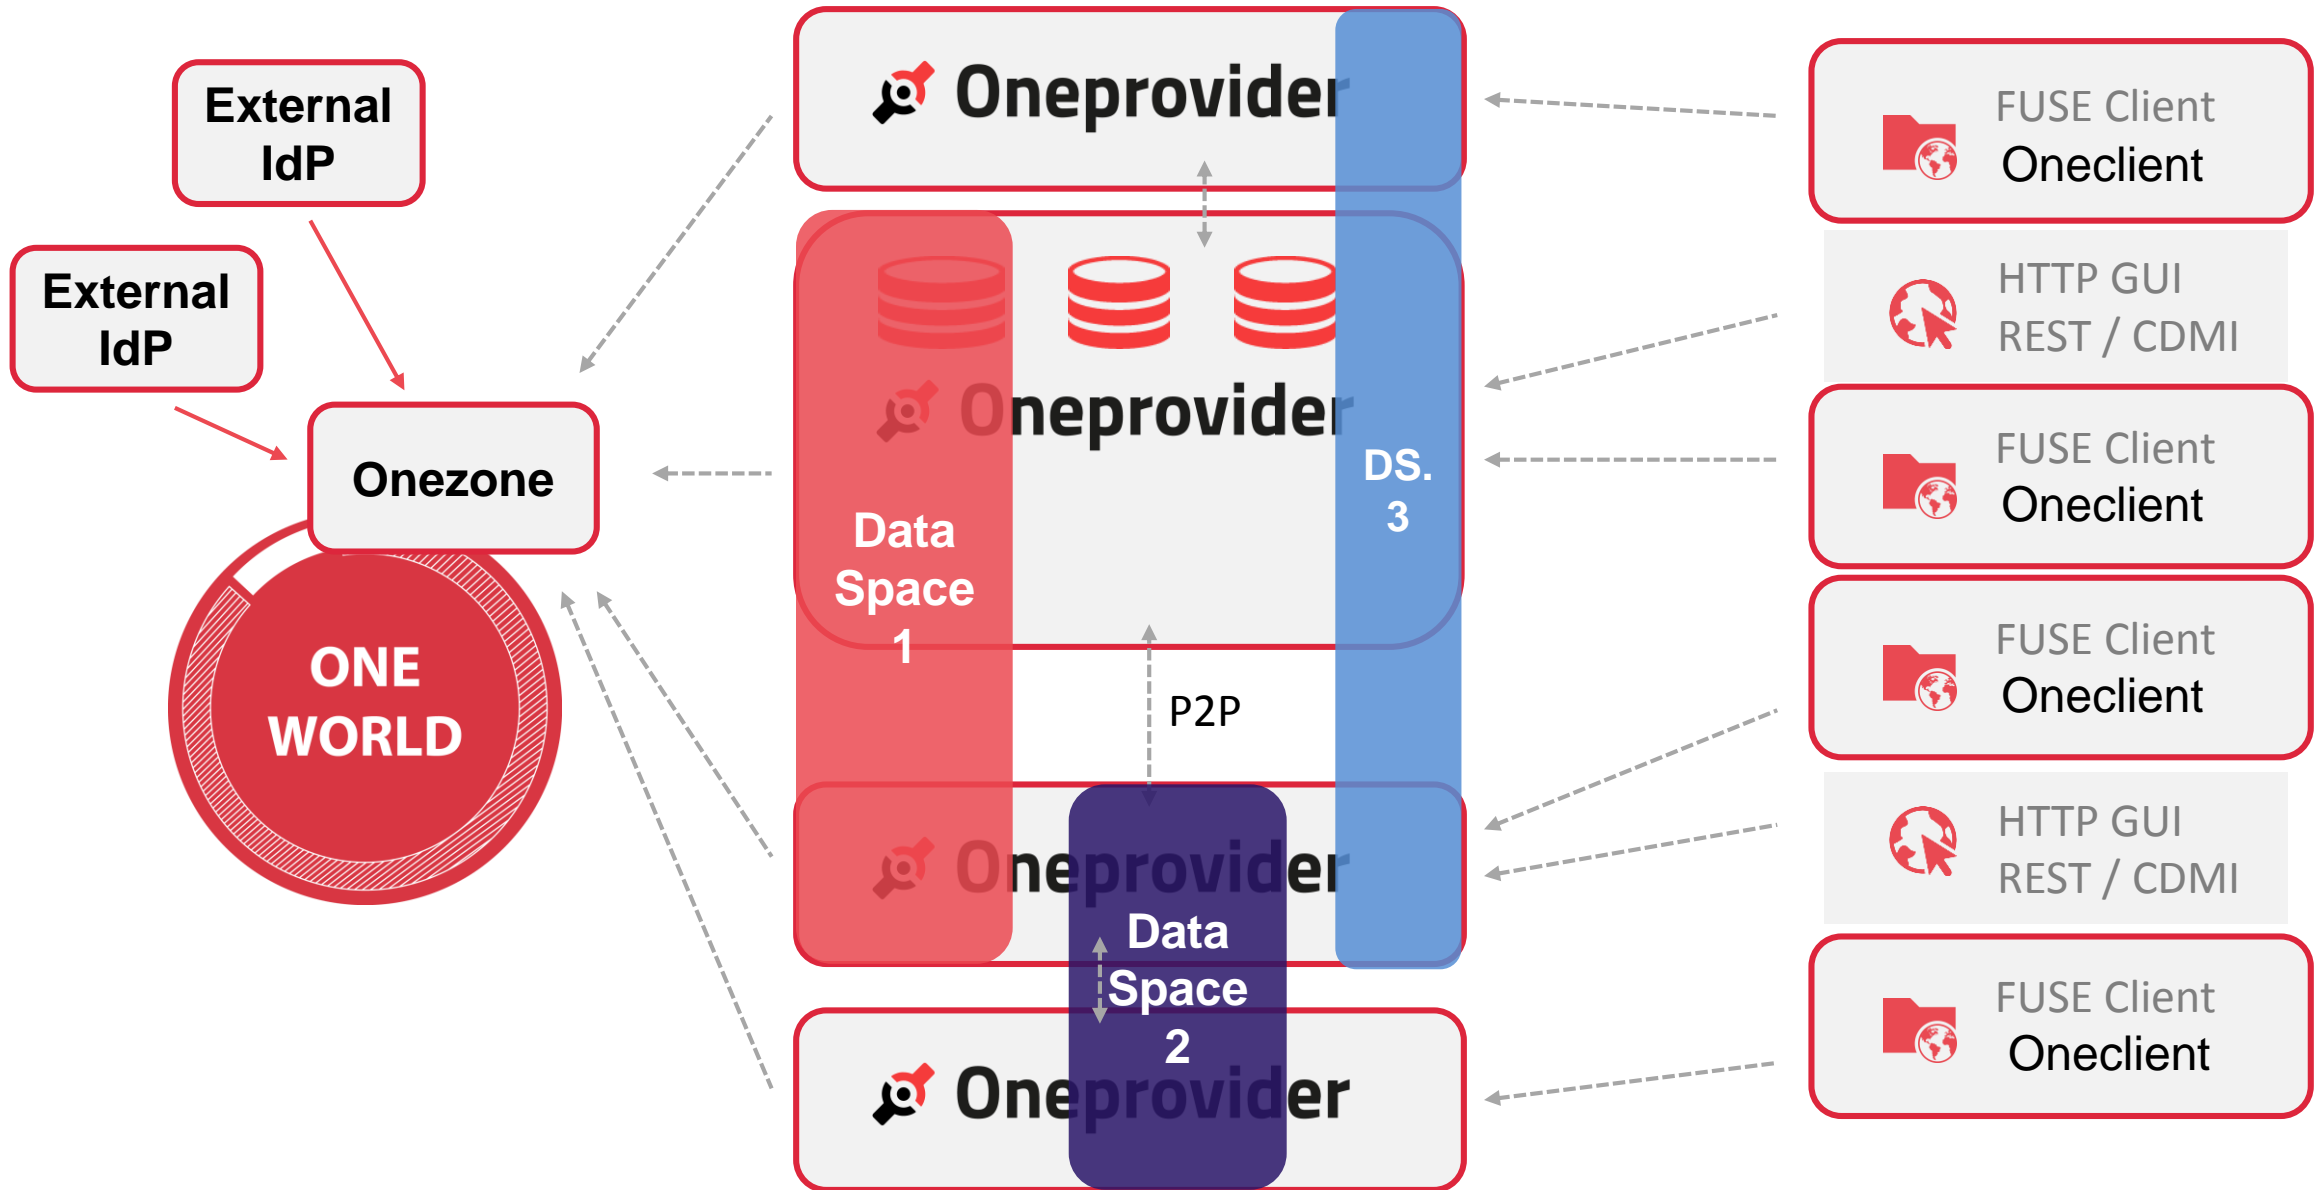 External
IdP
External
IdP
Onezone
ONE
WORLD
Oneprovider
Oneprovider
Data
Space
1
DS.
3
P2P
Oneprovider
Data
Space
2
Oneprovider
FUSE Client
Oneclient
HTTP GUI
REST / CDMI
FUSE Client
Oneclient
FUSE Client
Oneclient
HTTP GUI
REST / CDMI
FUSE Client
Oneclient